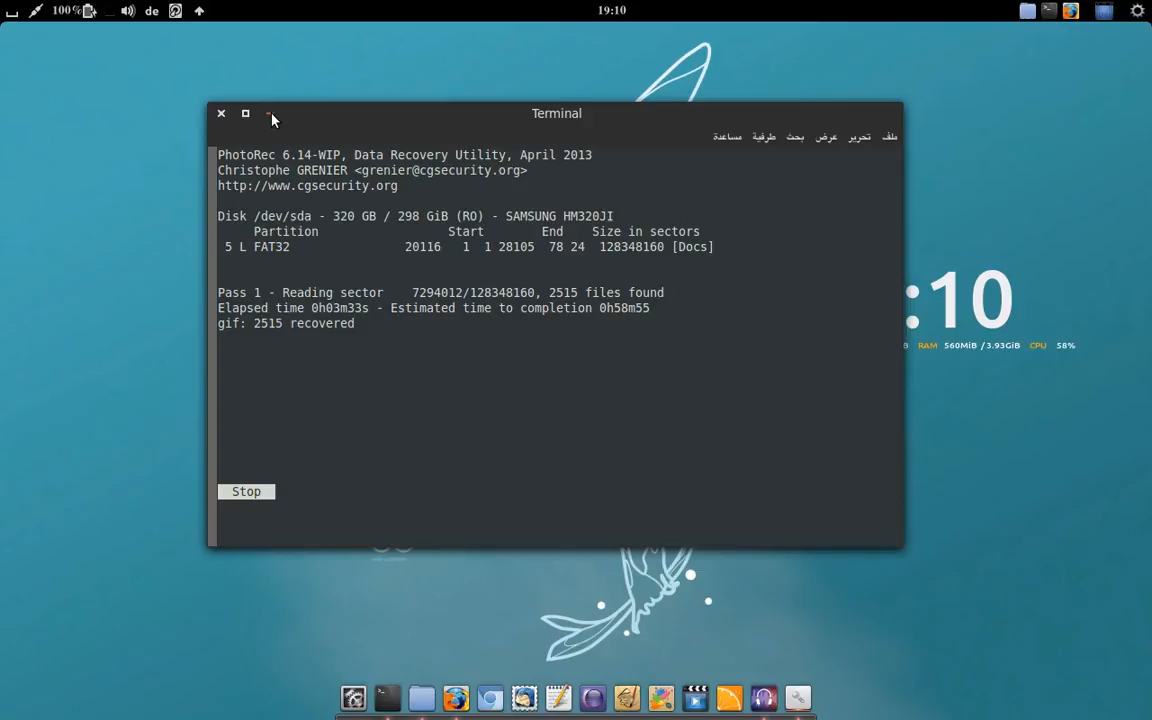 100% de 19:10
Terminal
ملف تحرير عرض بحث طرفية مساعدة
PhotoRec 6.14-WIP, Data Recovery Utility, April 2013
Christophe GRENIER <grenier@cgsecurity.org>
http://www.cgsecurity.org
Disk /dev/sda - 320 GB / 298 GiB (RO) - SAMSUNG HM320JI
Partition Start End Size in sectors
5 L FAT32 20116 1 1 28105 78 24 128348160 [Docs]
Pass 1 - Reading sector 7294012/128348160, 2515 files found
Elapsed time 0h03m33s - Estimated time to completion 0h58m55
gif: 2515 recovered
Stop
:10
B RAM 560MiB /3.93GiB CPU 58%